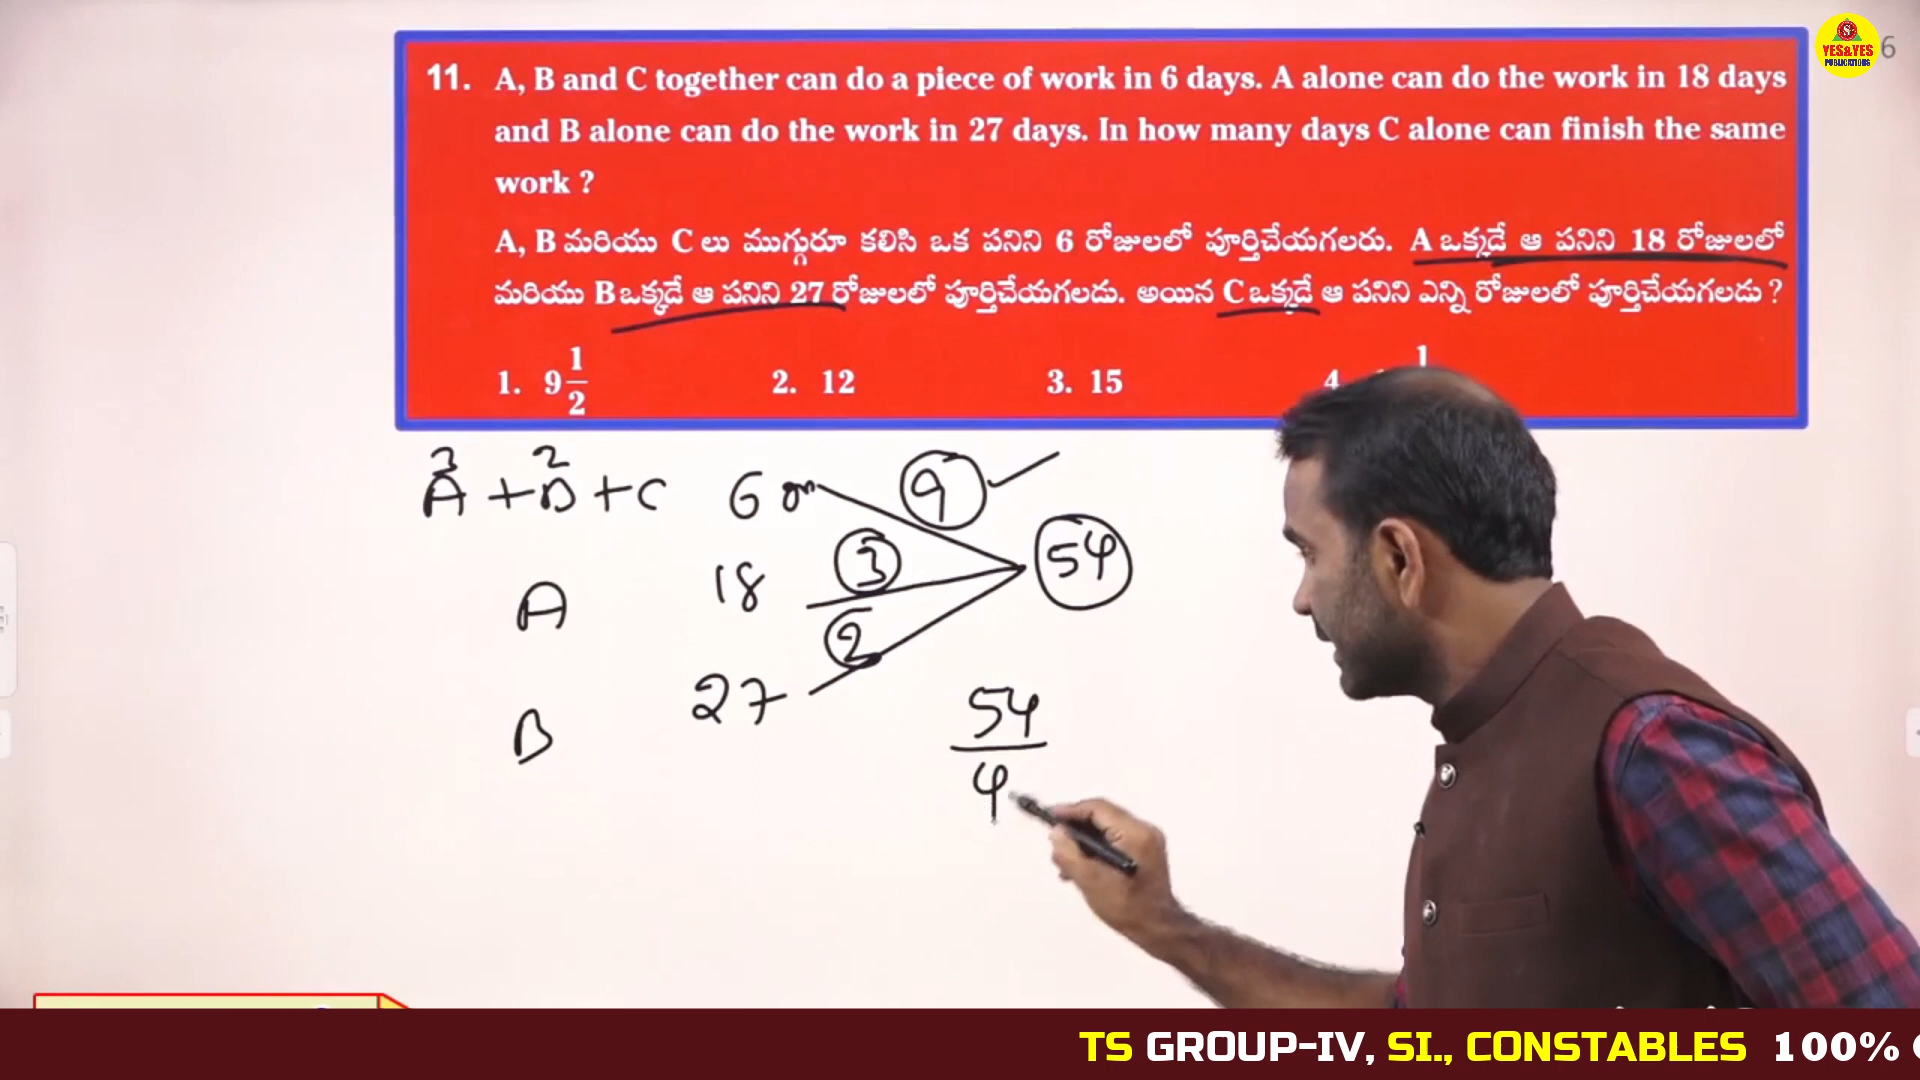 YES&YES
PUBLICATIONS
6
11. A, B and C together can do a piece of work in 6 days. A alone can do the work in 18 days
and B alone can do the work in 27 days. In how many days C alone can finish the same
work ?
A, B మరియు C లు ముగ్గురూ కలిసి ఒక పనిని 6 రోజులలో పూర్తిచేయగలరు. A ఒక్కడే ఆ పనిని 18 రోజులలో
మరియు B ఒక్కడే ఆ పనిని 27 రోజులలో పూర్తిచేయగలడు. అయిన C ఒక్కడే ఆ పనిని ఎన్ని రోజులలో పూర్తిచేయగలడు ?
1. 9 1/2 2. 12 3. 15 4.
3 2
A + B + C 6 9
54
A 18 3
2
B 27
54
4
TS GROUP-IV, SI., CONSTABLES 100%